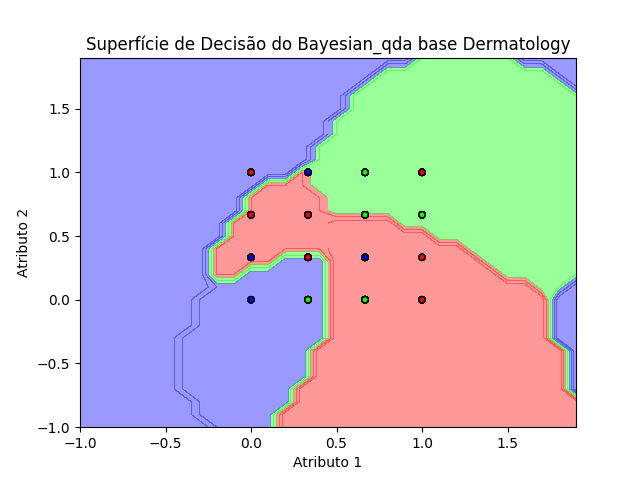 Superfície de Decisão do Bayesian_qda base Dermatology
1.5
1.0
0.5
0.0
−0.5
−1.0
Atributo 2
−1.0 −0.5 0.0 0.5 1.0 1.5
Atributo 1